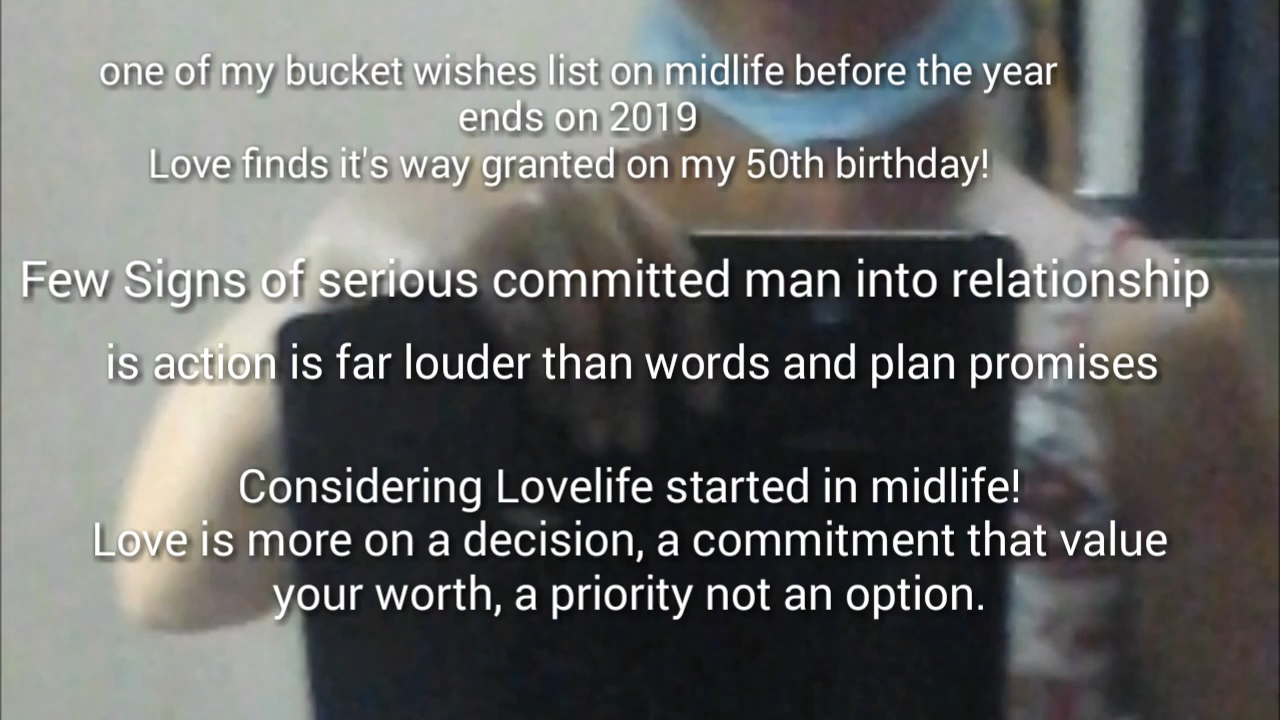 one of my bucket wishes list on midlife before the year
ends on 2019
Love finds it's way granted on my 50th birthday!
Few Signs of serious committed man into relationship
is action is far louder than words and plan promises
Considering Lovelife started in midlife!
Love is more on a decision, a commitment that value
your worth, a priority not an option.